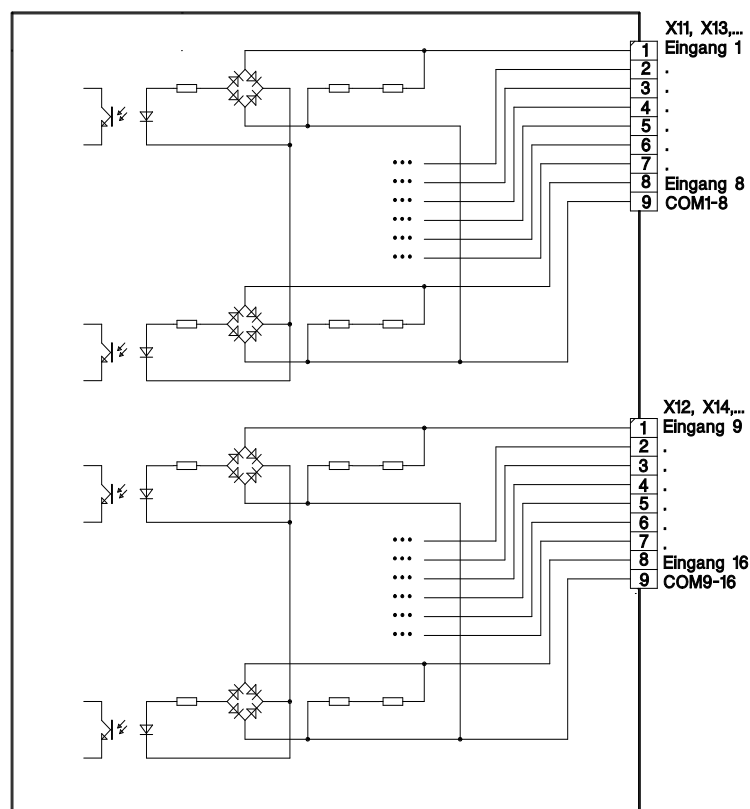 X11, X13,...
1 Eingang 1
2 .
3 .
4 .
5 .
6 .
7 .
8 Eingang 8
9 COM1-8
X12, X14,...
1 Eingang 9
2 .
3 .
4 .
5 .
6 .
7 .
8 Eingang 16
9 COM9-16